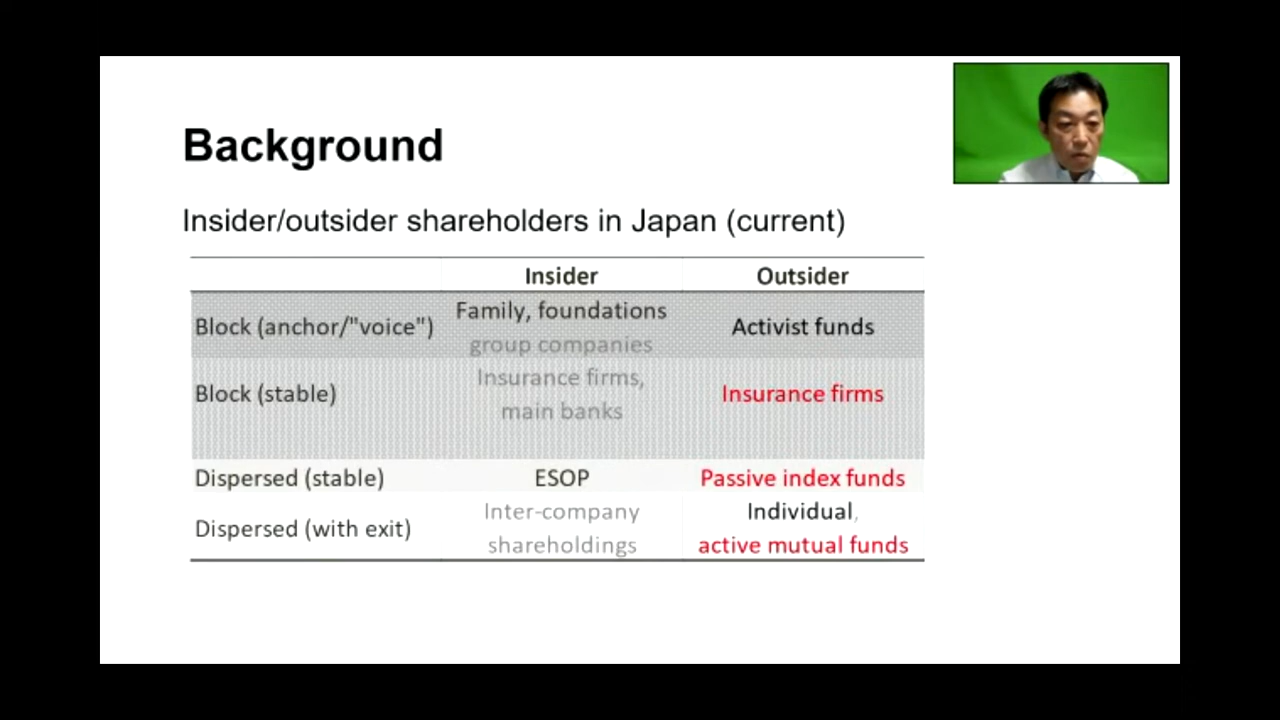 Background
Insider/outsider shareholders in Japan (current)
Insider Outsider
Block (anchor/"voice") Family, foundations Activist funds
group companies
Block (stable) Insurance firms, Insurance firms
main banks
Dispersed (stable) ESOP Passive index funds
Dispersed (with exit) Inter-company Individual,
shareholdings active mutual funds